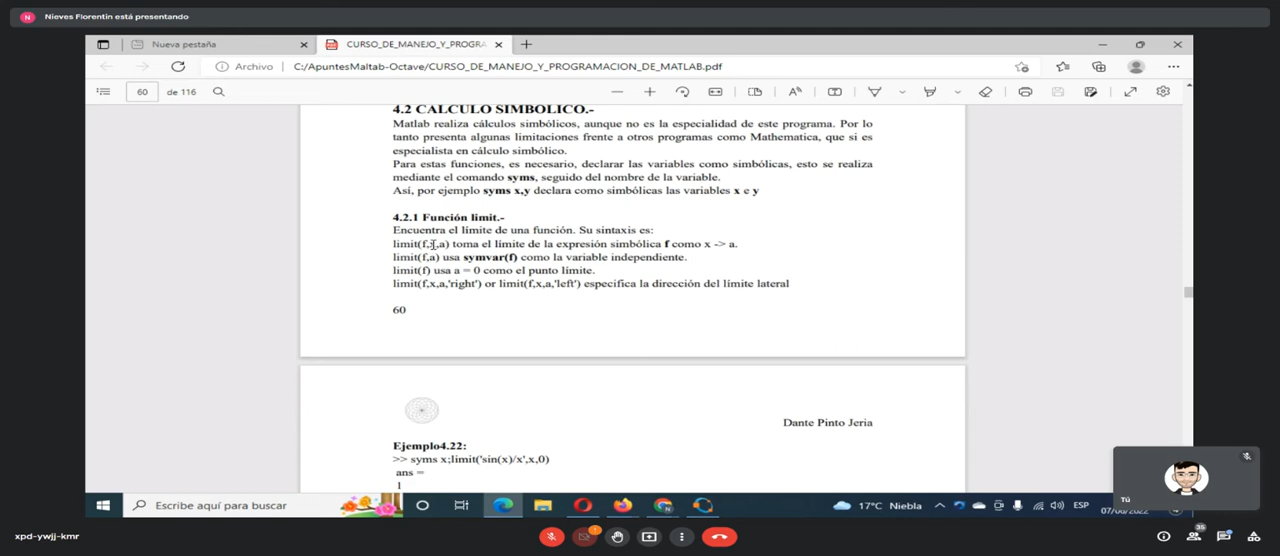 Nieves Florentín está presentando
Nueva pestaña
CURSO_DE_MANEJO_Y_PROGRA
Archivo
C:/ApuntesMaltab-Octave/CURSO_DE_MANEJO_Y_PROGRAMACION_DE_MATLAB.pdf
60 de 116
4.2 CALCULO SIMBOLICO.-
Matlab realiza cálculos simbólicos, aunque no es la especialidad de este programa. Por lo
tanto presenta algunas limitaciones frente a otros programas como Mathematica, que si es
especialista en cálculo simbólico.
Para estas funciones, es necesario, declarar las variables como simbólicas, esto se realiza
mediante el comando syms, seguido del nombre de la variable.
Así, por ejemplo syms x,y declara como simbólicas las variables x e y
4.2.1 Función limit.-
Encuentra el límite de una función. Su sintaxis es:
limit(f,x,a) toma el límite de la expresión simbólica f como x -> a.
limit(f,a) usa symvar(f) como la variable independiente.
limit(f) usa a = 0 como el punto límite.
limit(f,x,a,'right') or limit(f,x,a,'left') especifica la dirección del límite lateral
60
Dante Pinto Jeria
Ejemplo4.22:
>> syms x;limit('sin(x)/x',x,0)
ans =
1
Tú
Escribe aquí para buscar
17°C Niebla
ESP
07/06/2022
xpd-ywjj-kmr
35